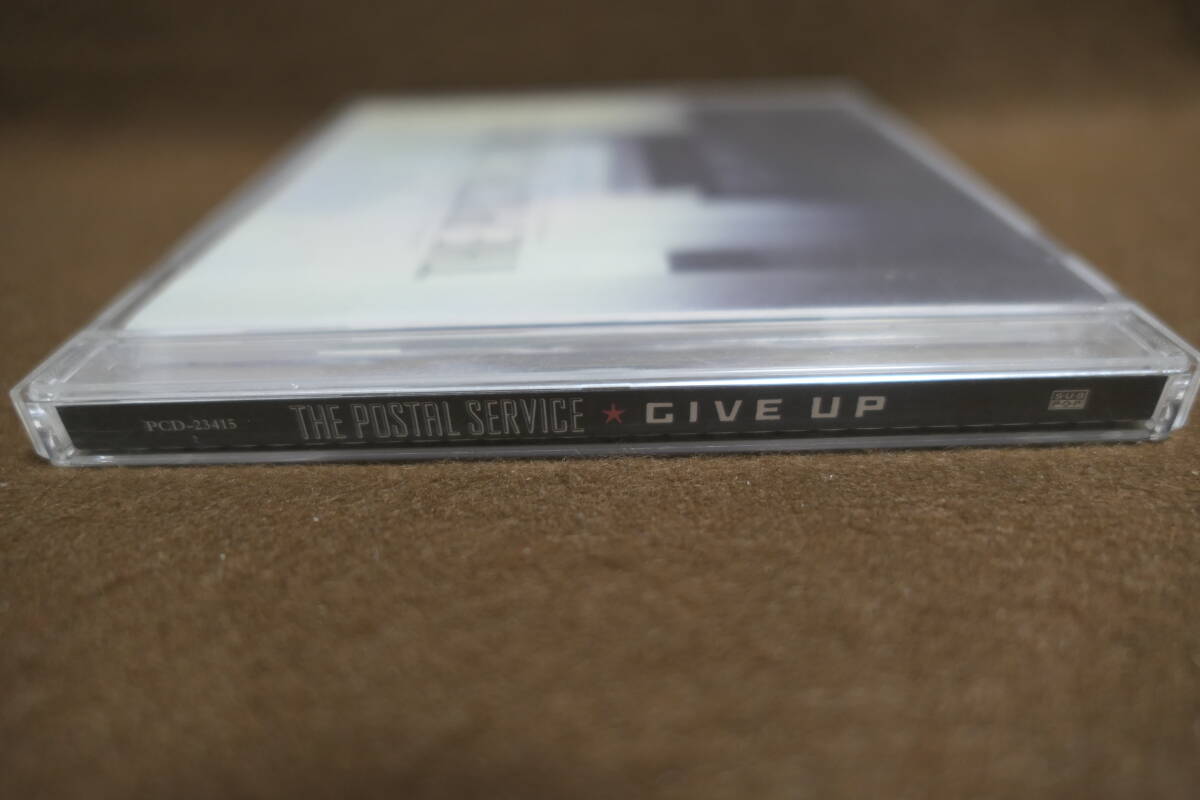 PCD-23415 THE POSTAL SERVICE ★ GIVE UP SUB POP